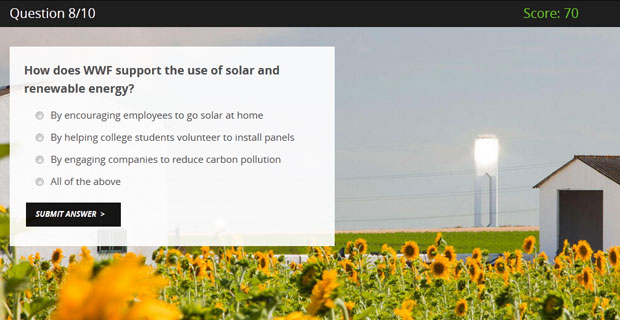 Question 8/10
Score: 70
How does WWF support the use of solar and
renewable energy?
By encouraging employees to go solar at home
By helping college students volunteer to install panels
By engaging companies to reduce carbon pollution
All of the above
SUBMIT ANSWER >